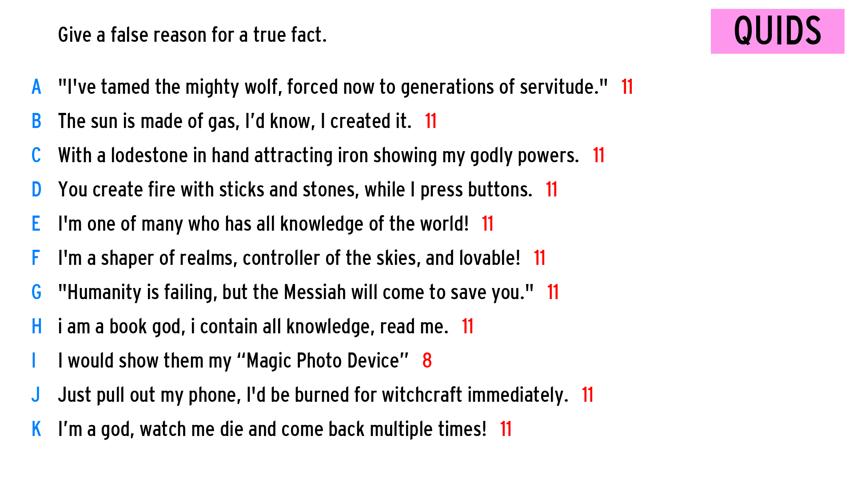 Give a false reason for a true fact.
QUIDS
A "I've tamed the mighty wolf, forced now to generations of servitude." 11
B The sun is made of gas, I’d know, I created it. 11
C With a lodestone in hand attracting iron showing my godly powers. 11
D You create fire with sticks and stones, while I press buttons. 11
E I'm one of many who has all knowledge of the world! 11
F I'm a shaper of realms, controller of the skies, and lovable! 11
G "Humanity is failing, but the Messiah will come to save you." 11
H i am a book god, i contain all knowledge, read me. 11
I I would show them my “Magic Photo Device” 8
J Just pull out my phone, I'd be burned for witchcraft immediately. 11
K I’m a god, watch me die and come back multiple times! 11